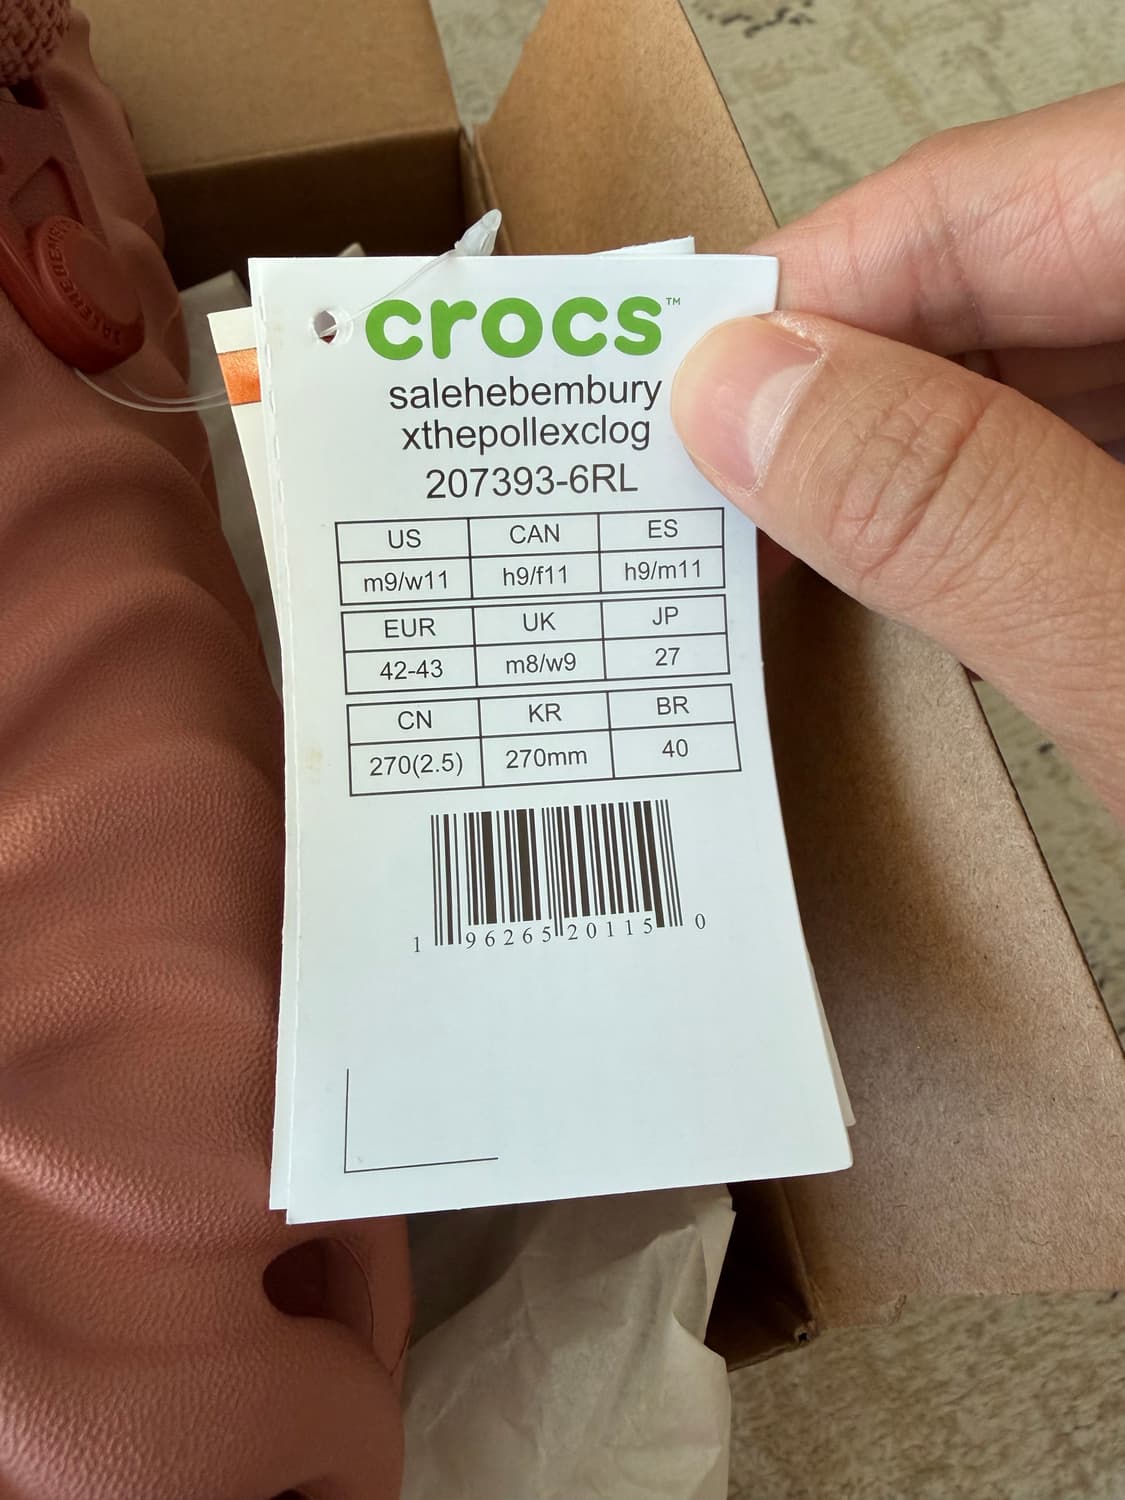 crocs™
salehebembury
xthepollexclog
207393-6RL
US CAN ES
m9/w11 h9/f11 h9/m11
EUR UK JP
42-43 m8/w9 27
CN KR BR
270(2.5) 270mm 40
1 96265 20115 0